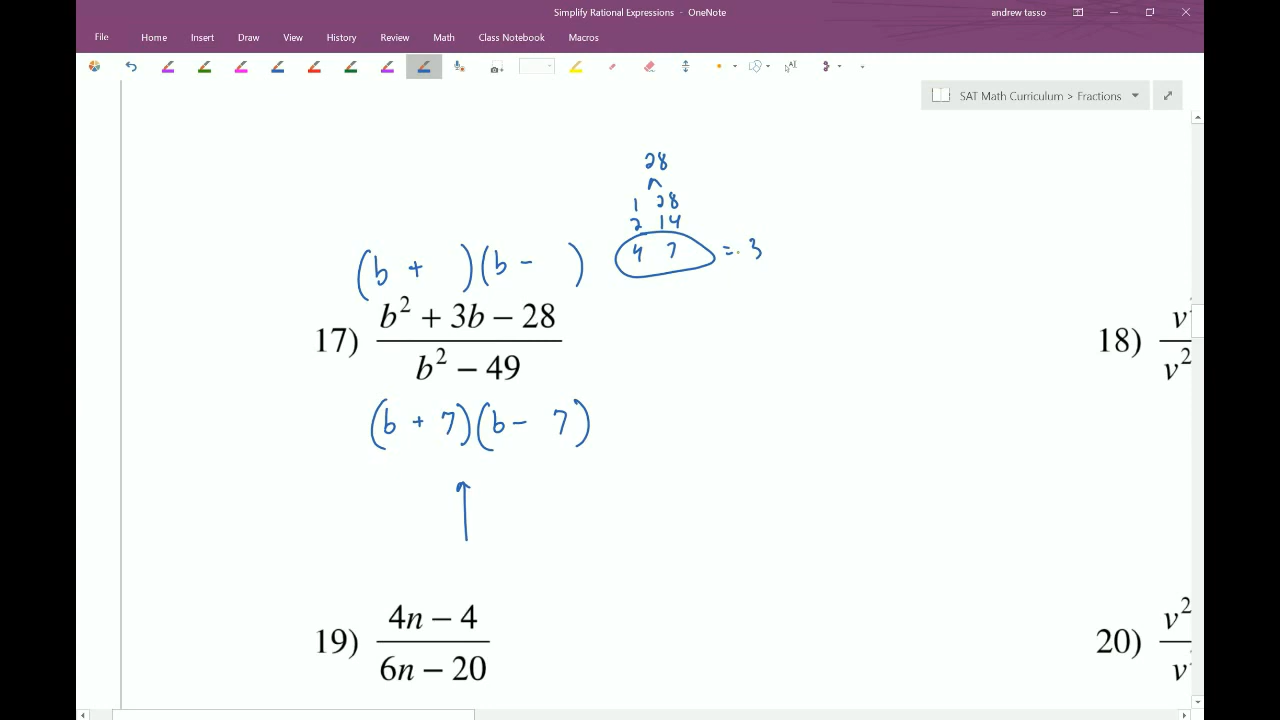 Simplify Rational Expressions - OneNote
andrew tasso
File Home Insert Draw View History Review Math Class Notebook Macros
SAT Math Curriculum > Fractions
28
1 28
2 14
4 7 = 3
(b + )(b - )
17) b² + 3b − 28
b² − 49
18) v
v²
(b + 7)(b - 7)
19) 4n − 4
6n − 20
20) v²
v